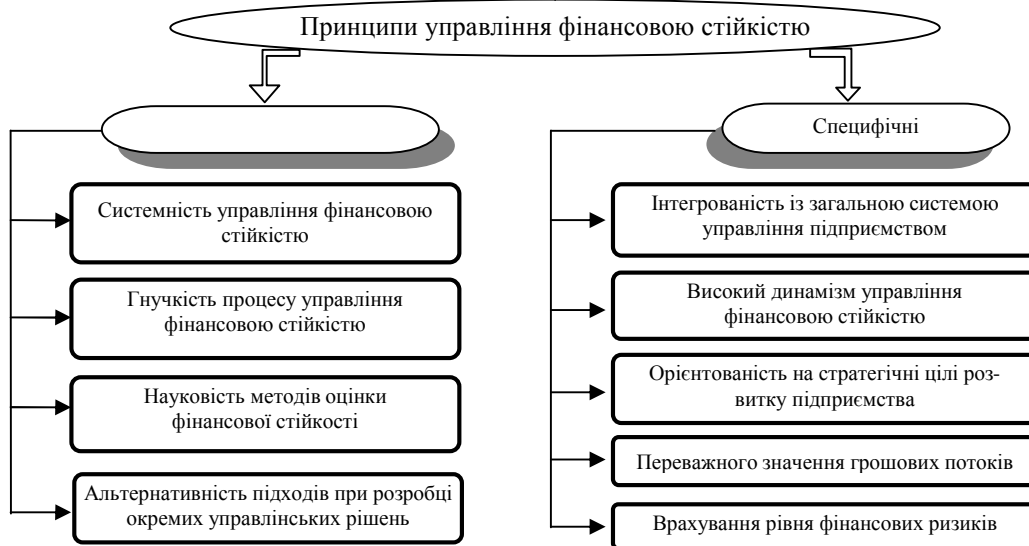 Принципи управління фінансовою стійкістю
Специфічні
Системність управління фінансовою
стійкістю
Гнучкість процесу управління
фінансовою стійкістю
Науковість методів оцінки
фінансової стійкості
Альтернативність підходів при розробці
окремих управлінських рішень
Інтегрованість із загальною системою
управління підприємством
Високий динамізм управління
фінансовою стійкістю
Орієнтованість на стратегічні цілі роз-
витку підприємства
Переважного значення грошових потоків
Врахування рівня фінансових ризиків